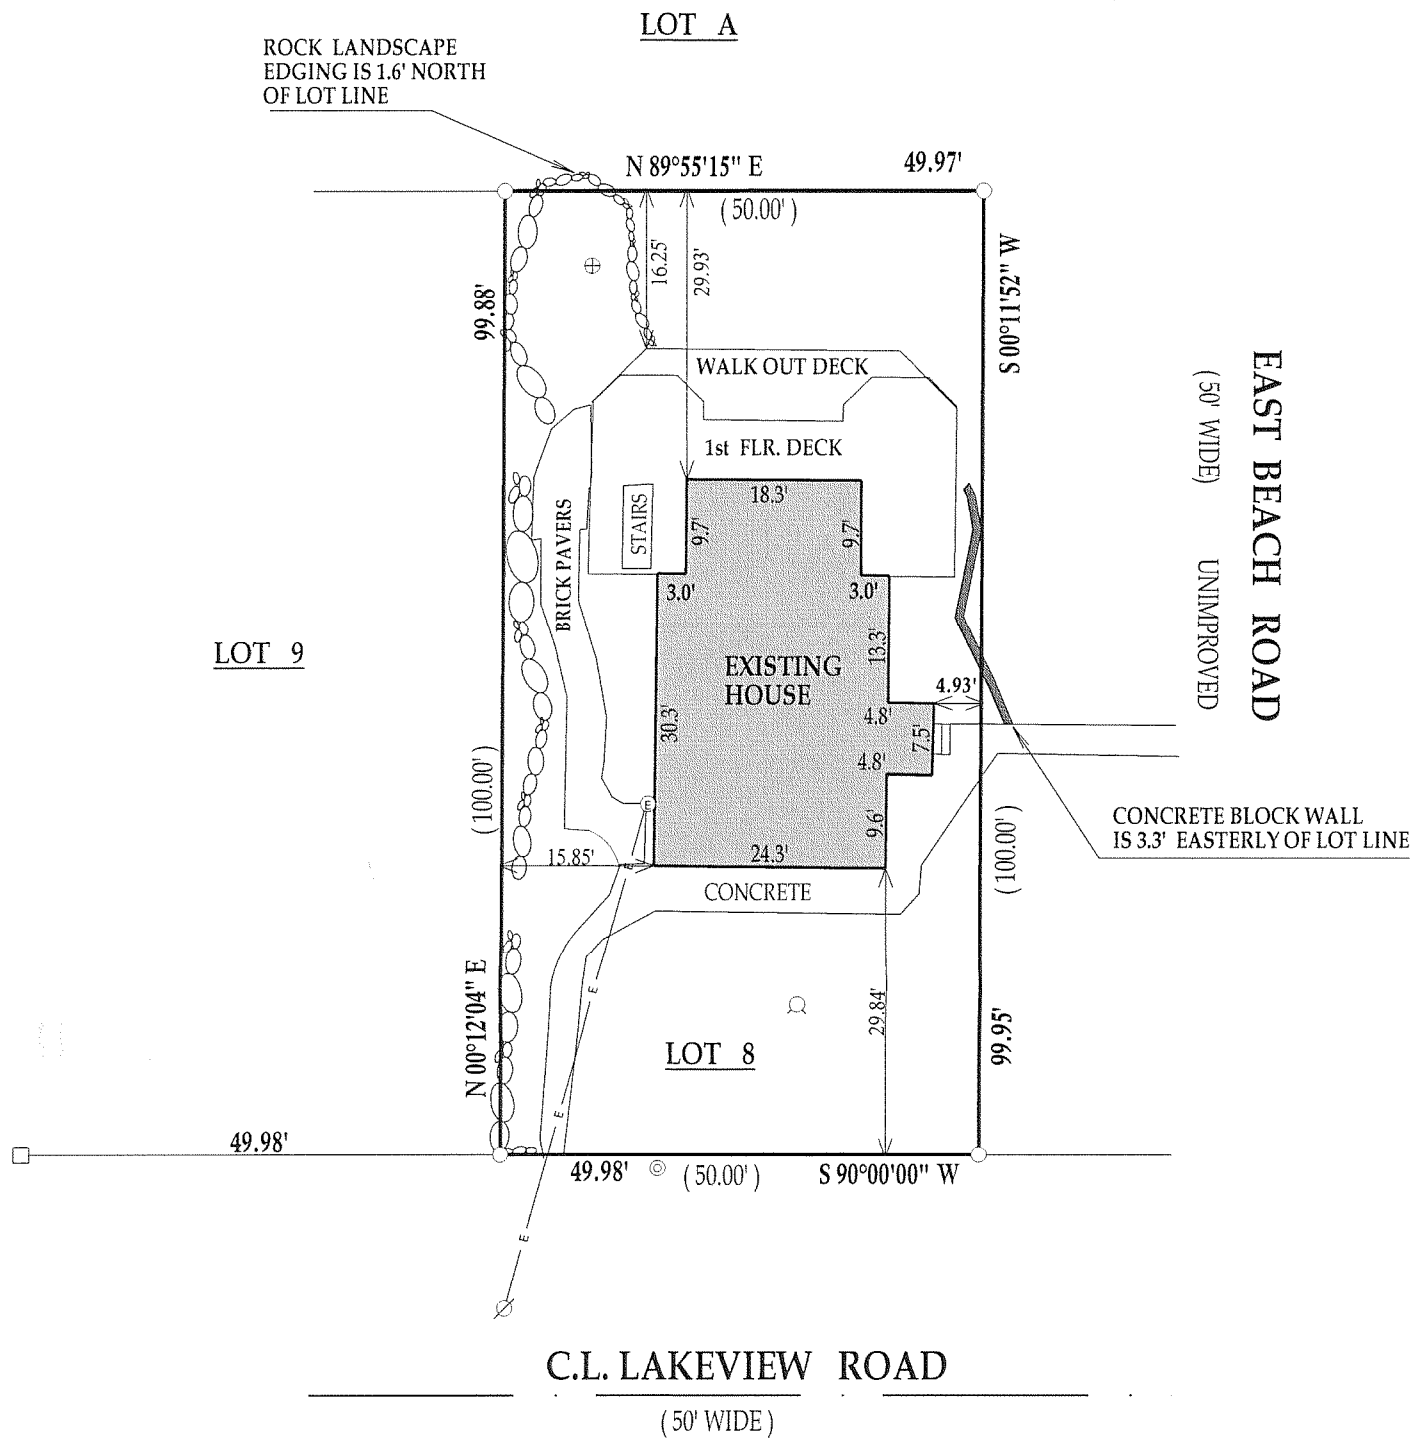 LOT A
ROCK LANDSCAPE
EDGING IS 1.6' NORTH
OF LOT LINE
N 89°55'15" E
49.97'
( 50.00' )
16.25'
29.93'
99.88'
S 00°11'52" W
WALK OUT DECK
1st FLR. DECK
EAST BEACH ROAD
(50' WIDE) UNIMPROVED
18.3'
STAIRS
9.7'
9.7'
BRICK PAVERS
3.0'
3.0'
LOT 9
13.3'
EXISTING
HOUSE
4.93'
4.8'
30.3'
7.5'
4.8'
(100.00')
9.6'
CONCRETE BLOCK WALL
IS 3.3' EASTERLY OF LOT LINE
(100.00')
E
15.85'
24.3'
E
CONCRETE
N 00°12'04" E
E
29.84'
99.95'
LOT 8
E
49.98'
49.98'
( 50.00' )
S 90°00'00" W
E
C.L. LAKEVIEW ROAD
( 50' WIDE )